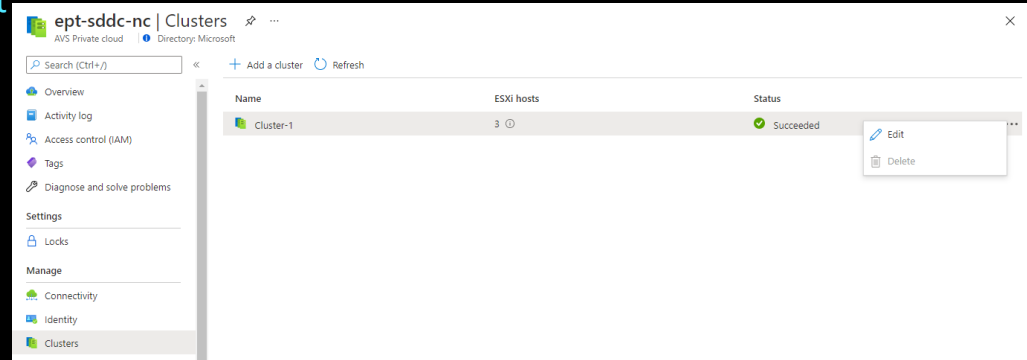 ept-sddc-nc | Clusters ...
AVS Private cloud
Directory: Microsoft
Search (Ctrl+/)
«
Add a cluster
Refresh
Overview
Activity log
Access control (IAM)
Tags
Diagnose and solve problems
Settings
Locks
Manage
Connectivity
Identity
Clusters
Name ESXi hosts Status
Cluster-1 3 Succeeded ...
Edit
Delete